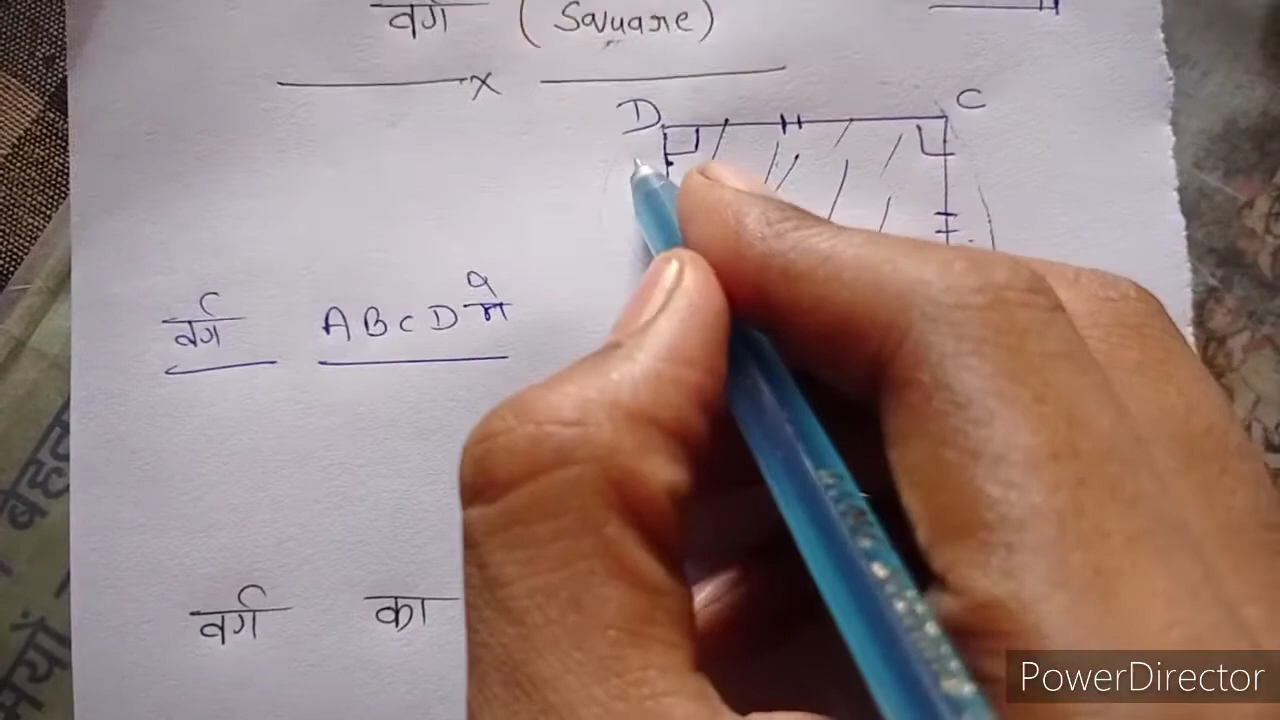 वर्ग ( Square)
x
D C
वर्ग ABCD में
वर्ग का
PowerDirector